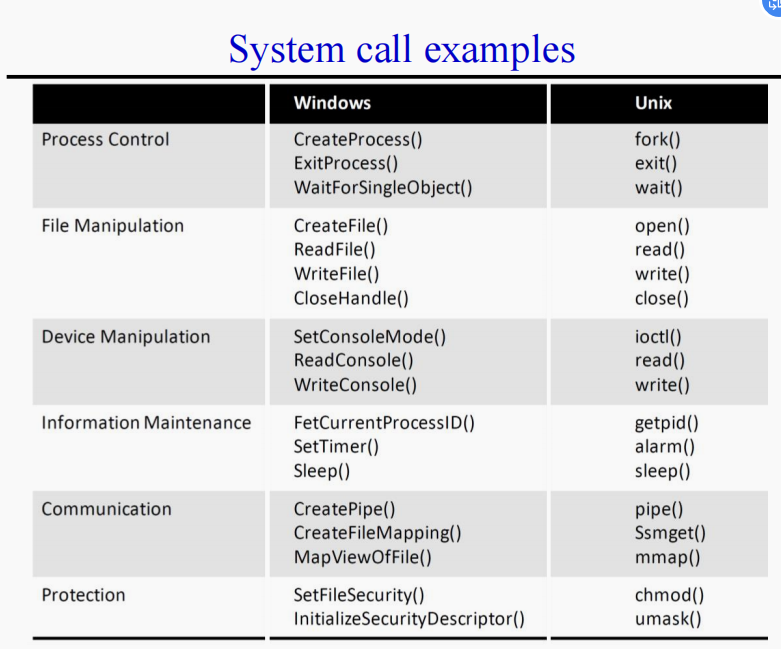 System call examples
Windows Unix
Process Control CreateProcess() fork()
ExitProcess() exit()
WaitForSingleObject() wait()
File Manipulation CreateFile() open()
ReadFile() read()
WriteFile() write()
CloseHandle() close()
Device Manipulation SetConsoleMode() ioctl()
ReadConsole() read()
WriteConsole() write()
Information Maintenance FetCurrentProcessID() getpid()
SetTimer() alarm()
Sleep() sleep()
Communication CreatePipe() pipe()
CreateFileMapping() Ssmget()
MapViewOfFile() mmap()
Protection SetFileSecurity() chmod()
InitializeSecurityDescriptor() umask()